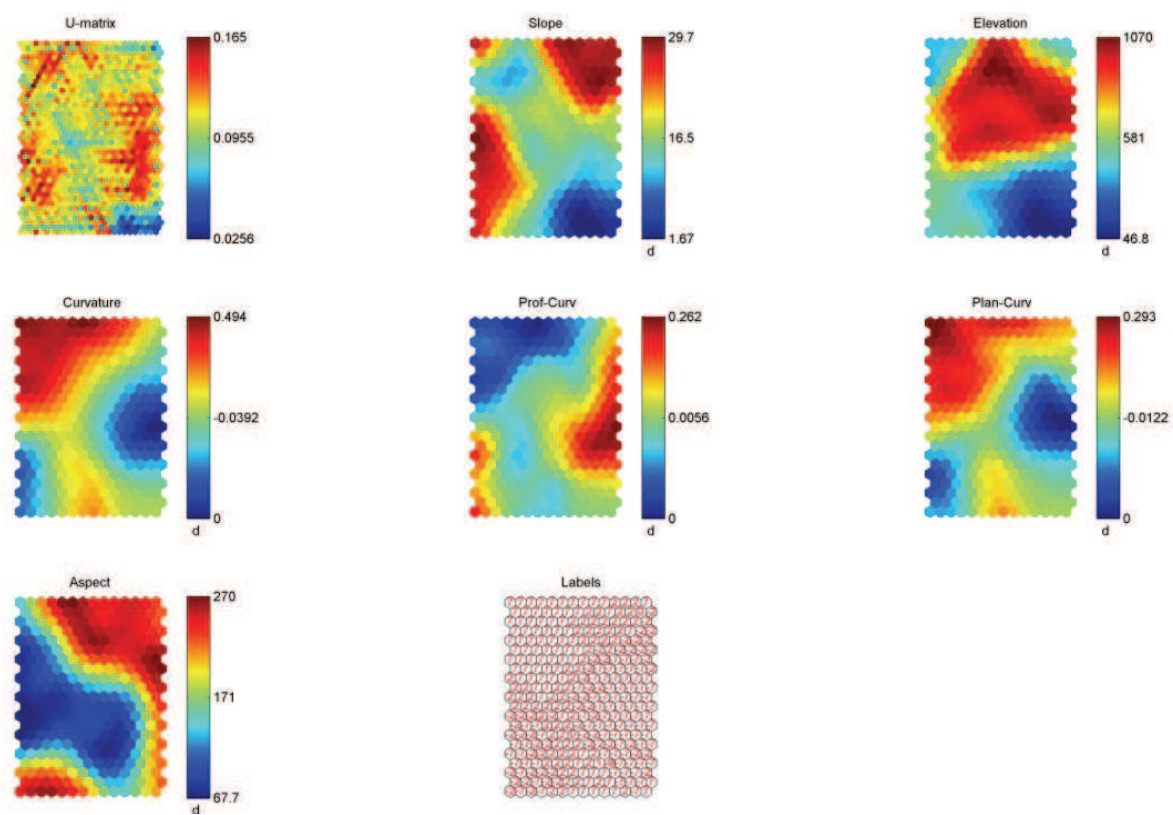 U-matrix
0.165
0.0955
0.0256
Slope
29.7
16.5
1.67
d
Elevation
1070
581
46.8
d
Curvature
0.494
-0.0392
0
d
Prof-Curv
0.262
0.0056
0
d
Plan-Curv
0.293
-0.0122
0
d
Aspect
270
171
67.7
d
Labels